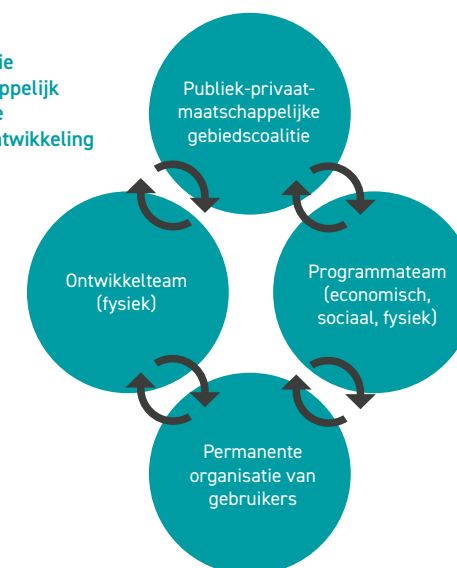 Publiek-privaat-
maatschappelijke
gebiedscoalitie
Ontwikkelteam
(fysiek)
Programmateam
(economisch,
sociaal, fysiek)
Permanente
organisatie van
gebruikers